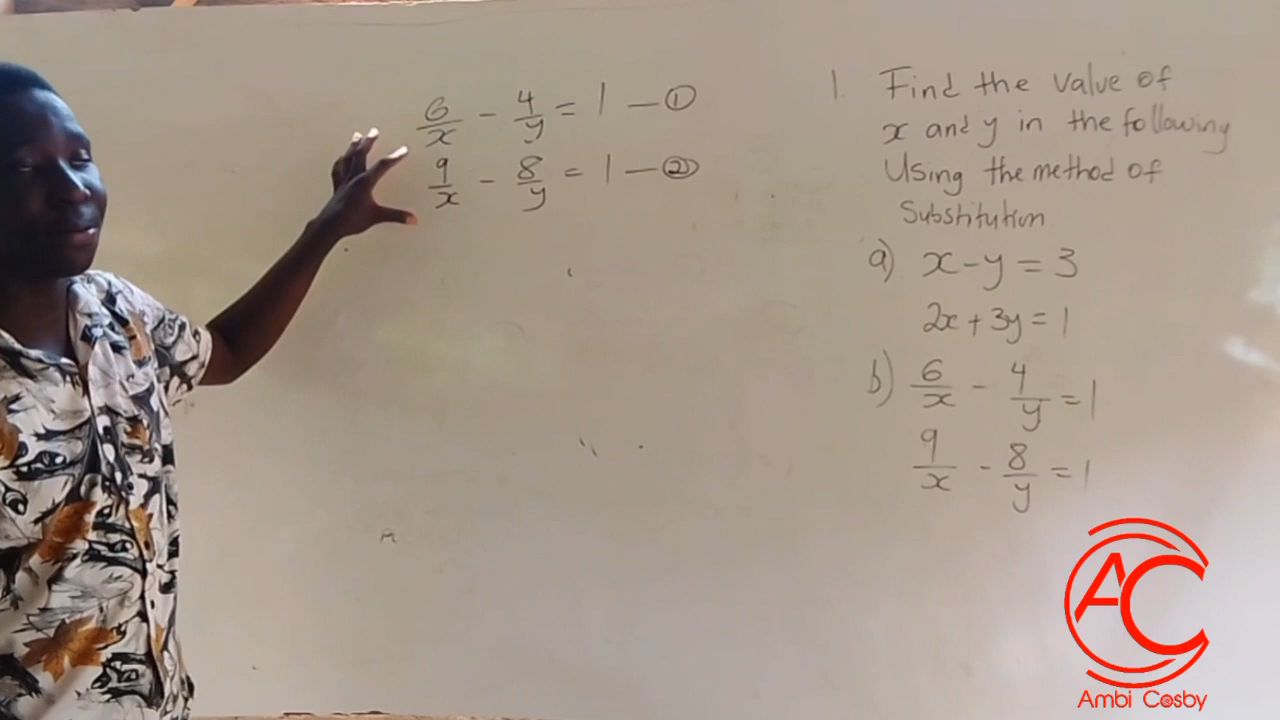 6/x - 4/y = 1 — ①
9/x - 8/y = 1 — ②
1. Find the value of
x and y in the following
Using the method of
Substitution
a) x - y = 3
2x + 3y = 1
b) 6/x - 4/y = 1
9/x - 8/y = 1
AC
Ambi Cosby